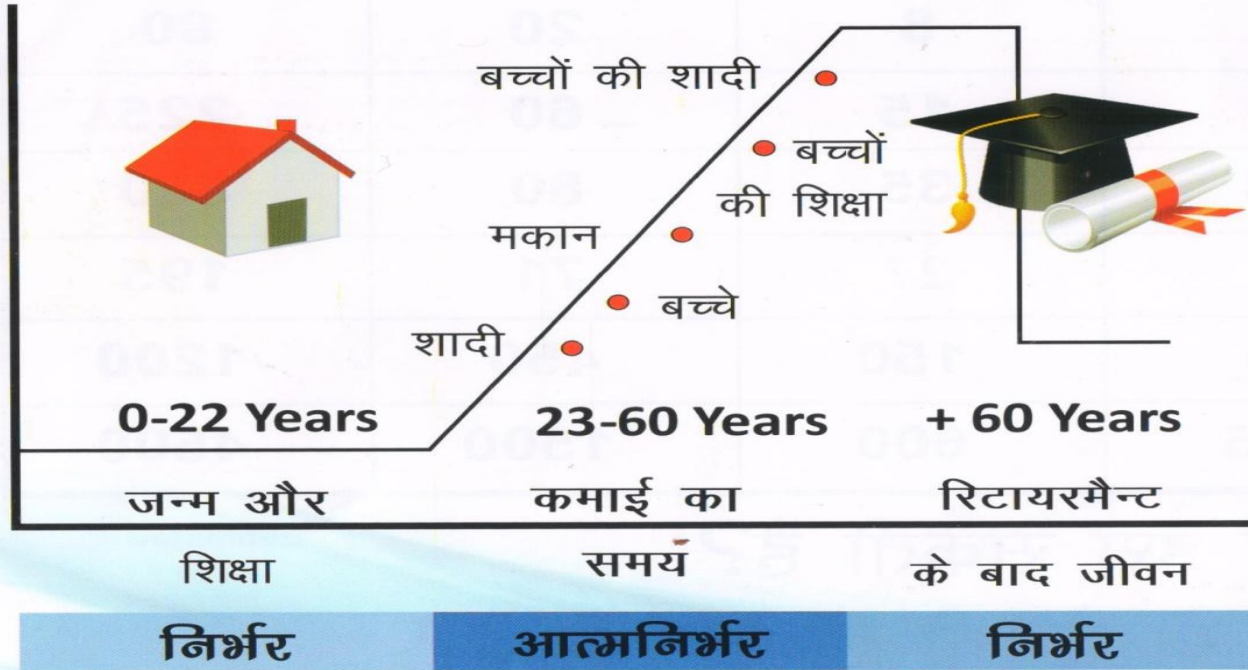 बच्चों की शादी
बच्चों
की शिक्षा
मकान
बच्चे
शादी
0-22 Years
23-60 Years
+ 60 Years
जन्म और
कमाई का
रिटायरमैन्ट
शिक्षा
समय
के बाद जीवन
निर्भर
आत्मनिर्भर
निर्भर